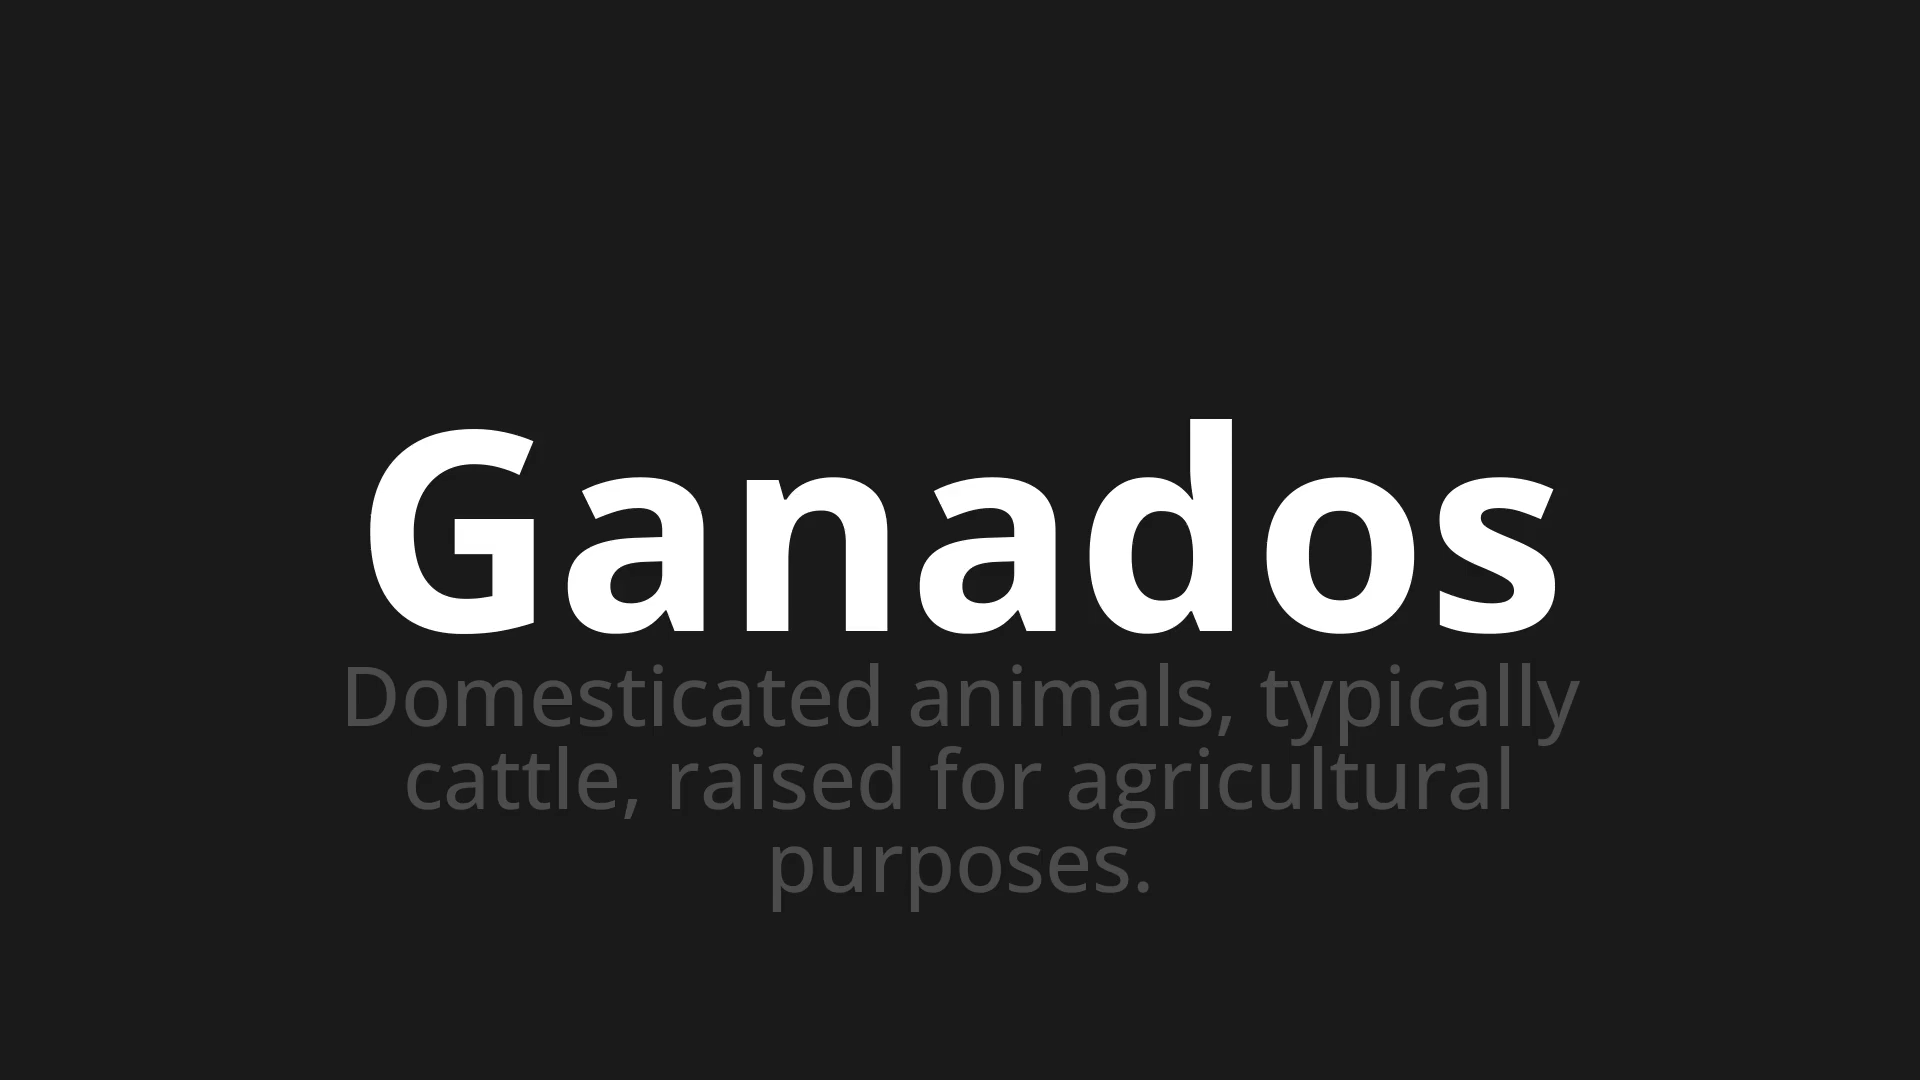 Ganados
Domesticated animals, typically
cattle, raised for agricultural
purposes.